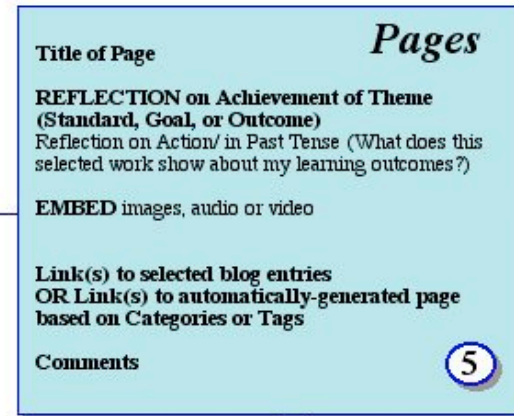 Pages
Title of Page
REFLECTION on Achievement of Theme
(Standard, Goal, or Outcome)
Reflection on Action/ in Past Tense (What does this
selected work show about my learning outcomes?)
EMBED images, audio or video
Link(s) to selected blog entries
OR Link(s) to automatically-generated page
based on Categories or Tags
Comments
5